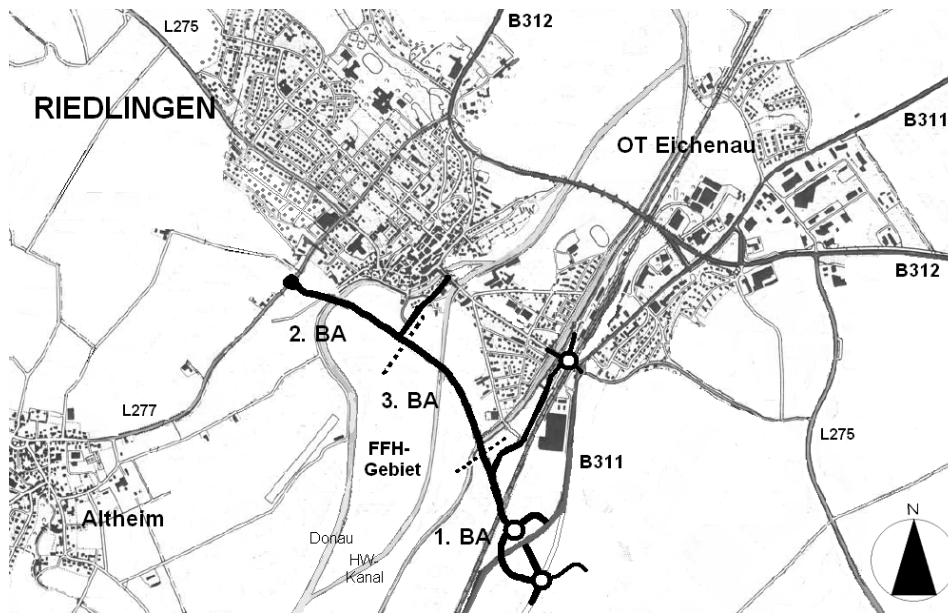 L275
B312
RIEDLINGEN
B311
OT Eichenau
B312
2. BA
3. BA
L277
L275
FFH-
Gebiet
B311
Altheim
1. BA
Donau
HW-
Kanal
N